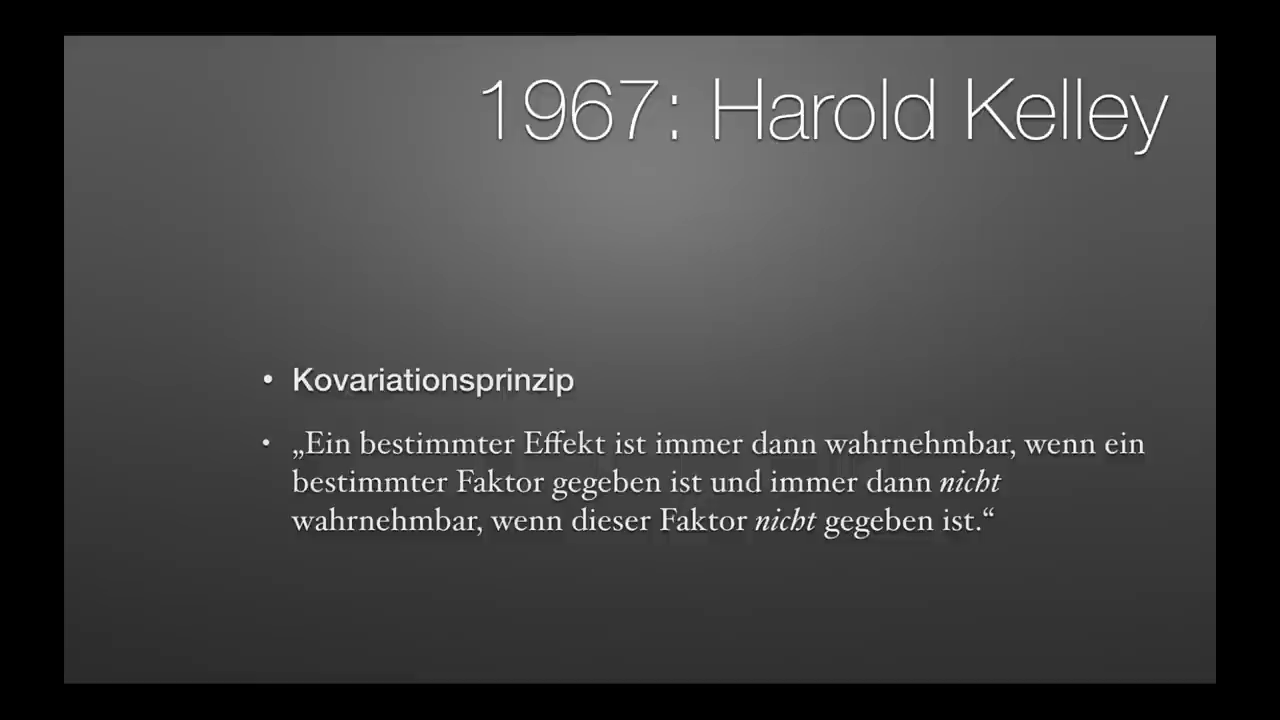 1967: Harold Kelley
• Kovariationsprinzip
• „Ein bestimmter Effekt ist immer dann wahrnehmbar, wenn ein
bestimmter Faktor gegeben ist und immer dann nicht
wahrnehmbar, wenn dieser Faktor nicht gegeben ist.“